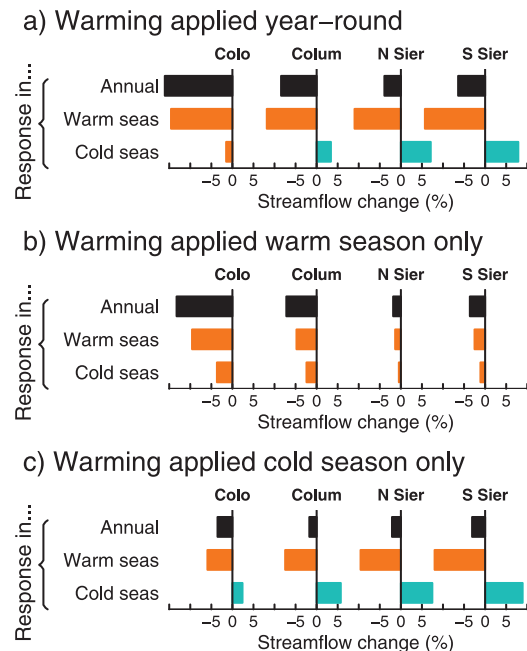 a) Warming applied year−round
Colo Colum N Sier S Sier
Response in...
Annual
Warm seas
Cold seas
−5 0 5 −5 0 5 −5 0 5 −5 0 5
Streamflow change (%)
b) Warming applied warm season only
Colo Colum N Sier S Sier
Response in...
Annual
Warm seas
Cold seas
−5 0 5 −5 0 5 −5 0 5 −5 0 5
Streamflow change (%)
c) Warming applied cold season only
Colo Colum N Sier S Sier
Response in...
Annual
Warm seas
Cold seas
−5 0 5 −5 0 5 −5 0 5 −5 0 5
Streamflow change (%)